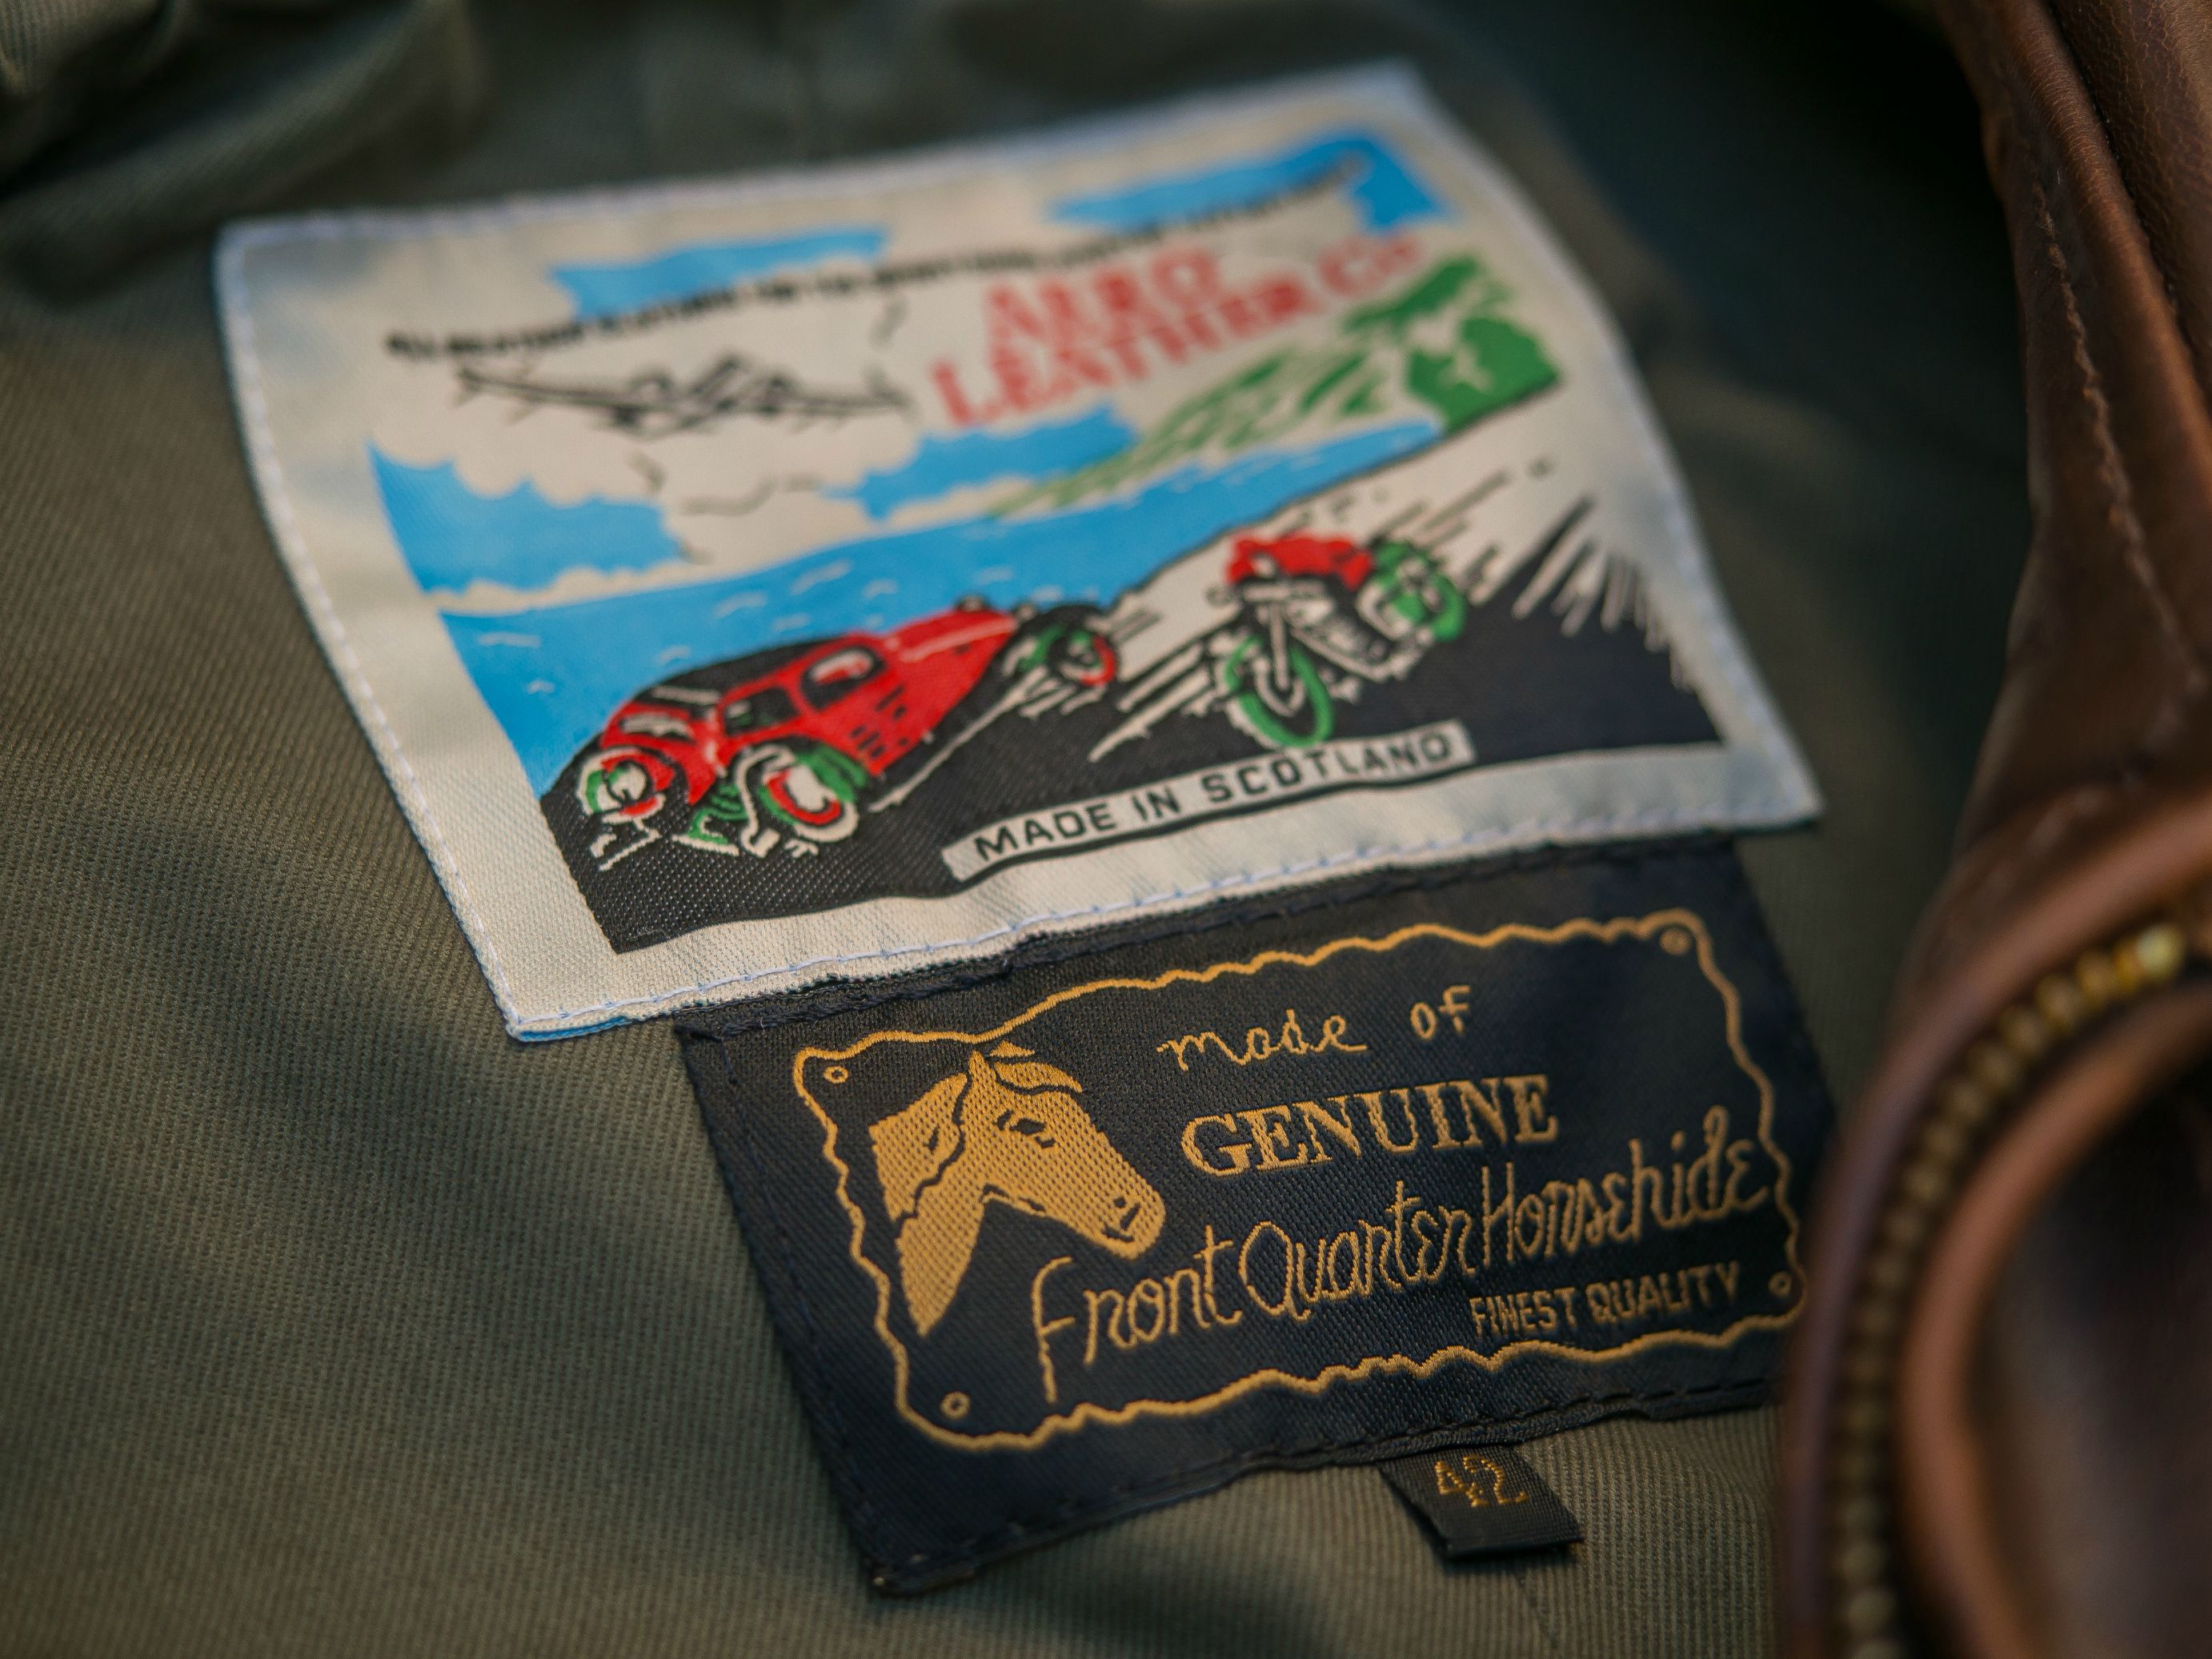 AERO
LEATHER Co
MADE IN SCOTLAND
made of
GENUINE
Front Quarter Horsehide
FINEST QUALITY
42